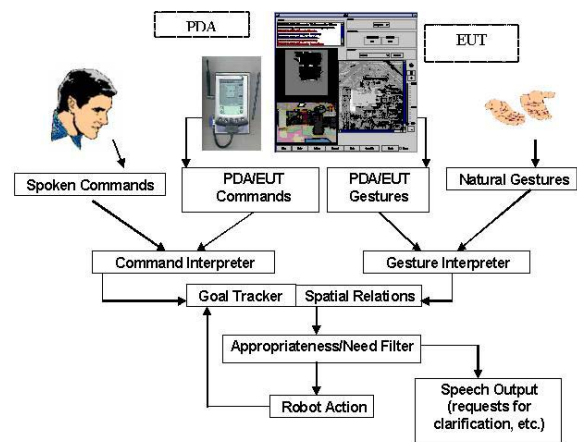 PDA
EUT
Spoken Commands
PDA/EUT
Commands
PDA/EUT
Gestures
Natural Gestures
Command Interpreter
Gesture Interpreter
Goal Tracker
Spatial Relations
Appropriateness/Need Filter
Robot Action
Speech Output
(requests for
clarification, etc.)